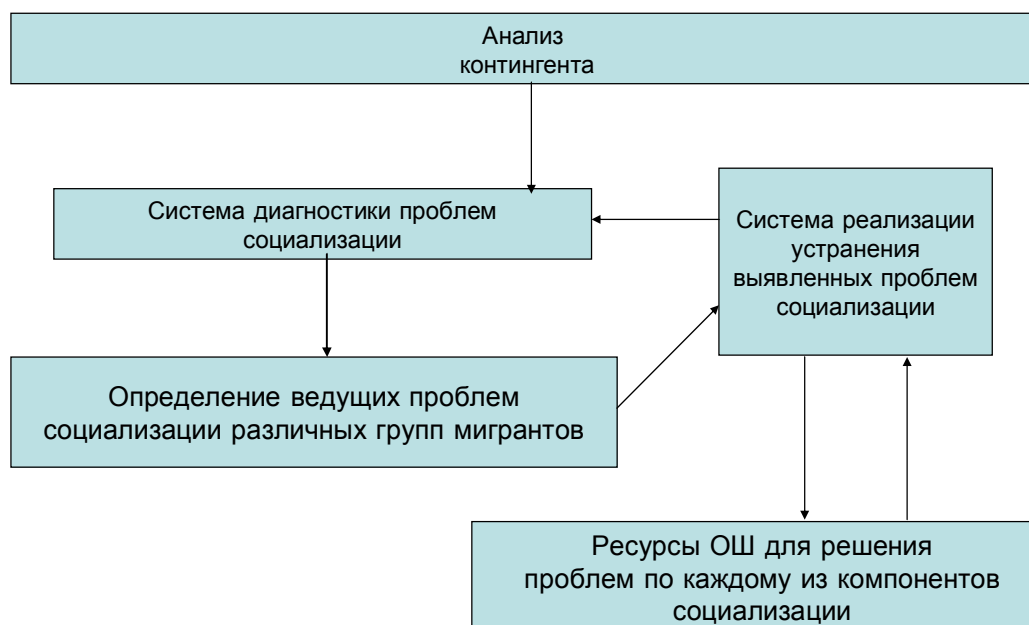 Анализ
контингента
Система диагностики проблем
социализации
Система реализации
устранения
выявленных проблем
социализации
Определение ведущих проблем
социализации различных групп мигрантов
Ресурсы ОШ для решения
проблем по каждому из компонентов
социализации